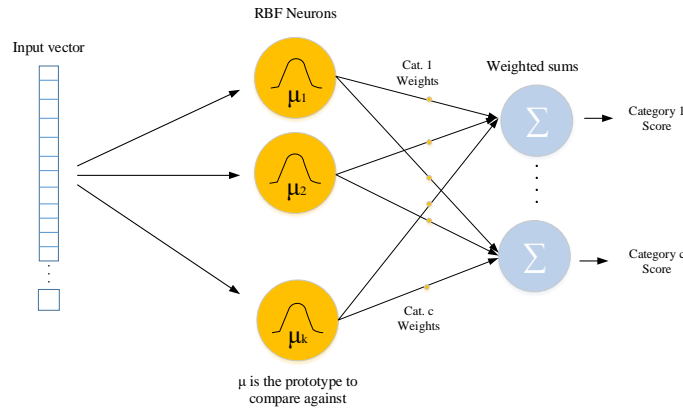 RBF Neurons
Input vector
μ1
μ2
μk
Cat. 1
Weights
Cat. c
Weights
Weighted sums
Σ
Σ
Category 1
Score
Category c
Score
μ is the prototype to
compare against